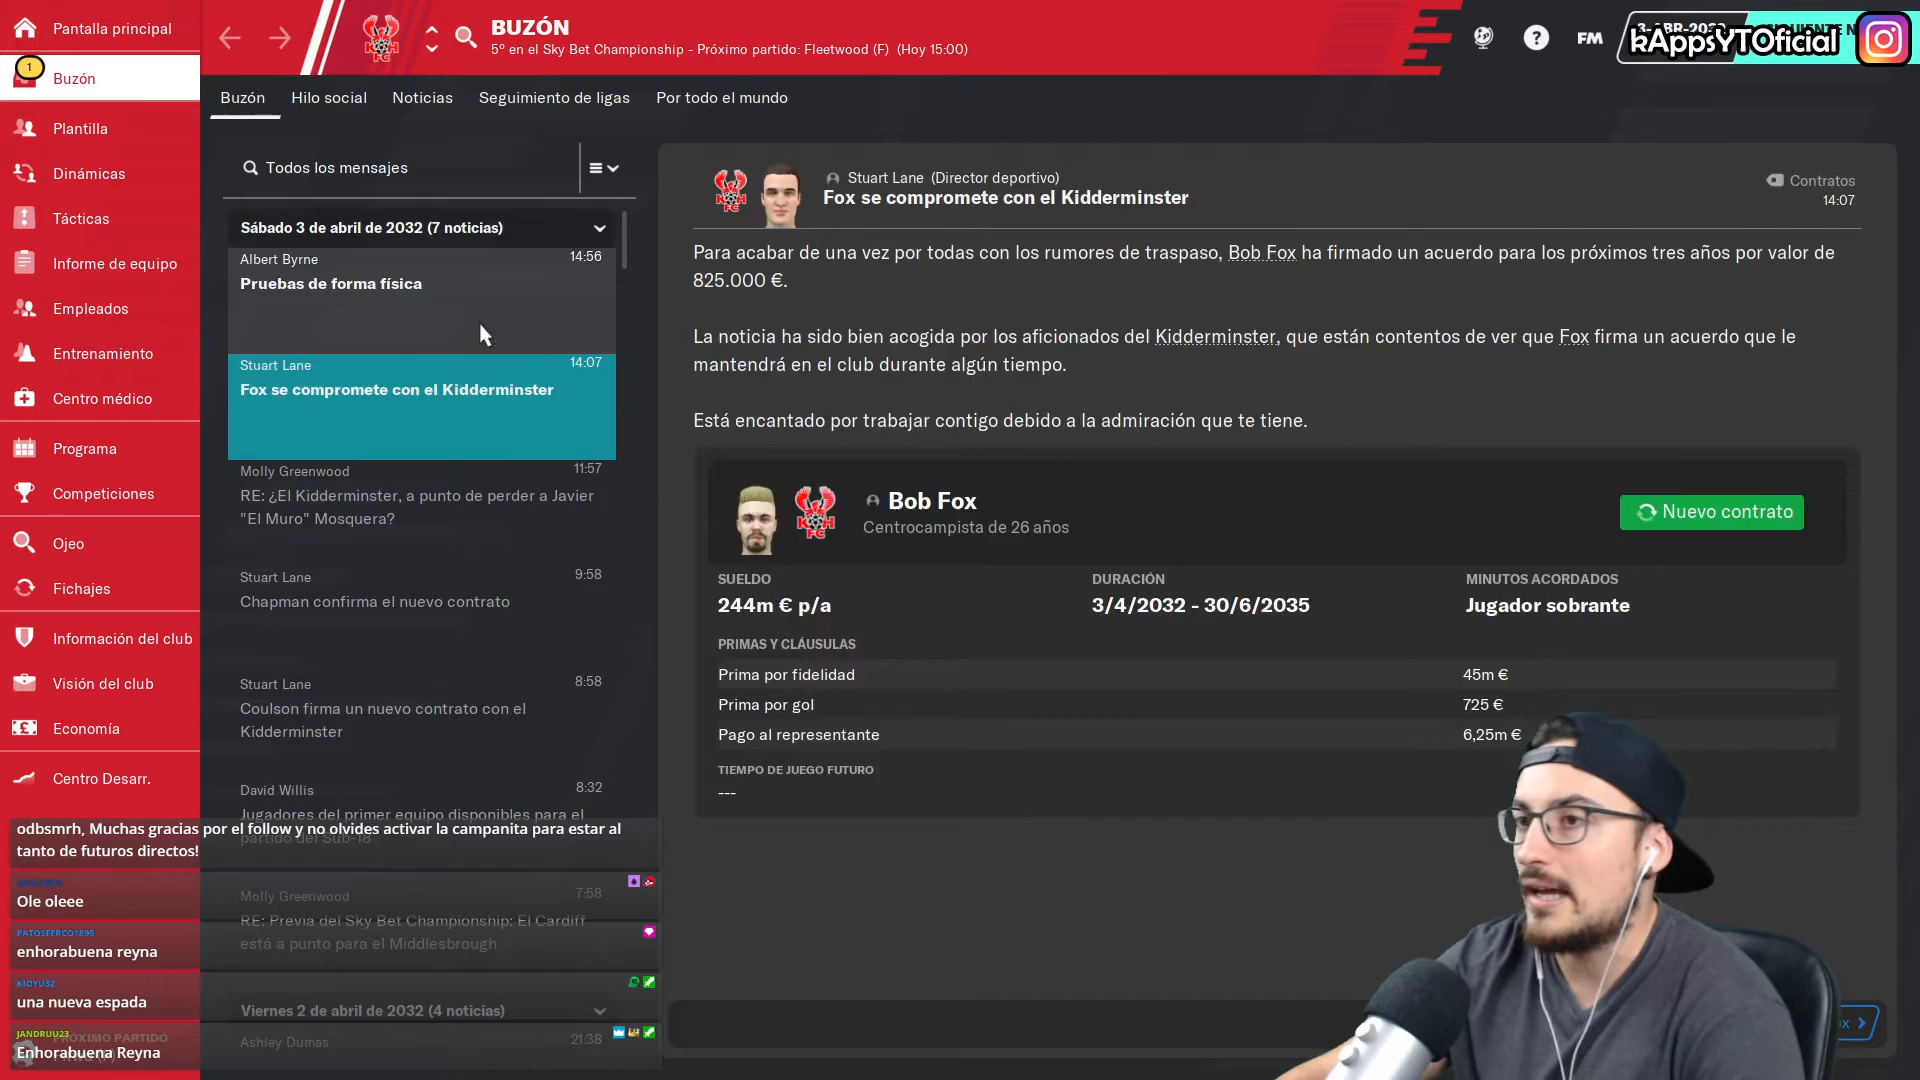 Pantalla principal
1
Buzón
Plantilla
Dinámicas
Tácticas
Informe de equipo
Empleados
Entrenamiento
Centro médico
Programa
Competiciones
Ojeo
Fichajes
Información del club
Visión del club
Economía
Centro Desarr.
BUZÓN
5º en el Sky Bet Championship - Próximo partido: Fleetwood (F) (Hoy 15:00)
FM
kAppsYTOficial
Buzón
Hilo social
Noticias
Seguimiento de ligas
Por todo el mundo
Todos los mensajes
Sábado 3 de abril de 2032 (7 noticias)
Albert Byrne
14:56
Pruebas de forma física
Stuart Lane
14:07
Fox se compromete con el Kidderminster
Molly Greenwood
11:57
RE: ¿El Kidderminster, a punto de perder a Javier
"El Muro" Mosquera?
Stuart Lane
9:58
Chapman confirma el nuevo contrato
Stuart Lane
8:58
Coulson firma un nuevo contrato con el
Kidderminster
David Willis
8:32
Jugadores del primer equipo disponibles para el
partido del Sub-18
Molly Greenwood
7:58
RE: Previa del Sky Bet Championship: El Cardiff
está a punto para el Middlesbrough
Viernes 2 de abril de 2032 (4 noticias)
Ashley Dumas
21:38
Stuart Lane (Director deportivo)
Fox se compromete con el Kidderminster
Contratos
14:07
Para acabar de una vez por todas con los rumores de traspaso, Bob Fox ha firmado un acuerdo para los próximos tres años por valor de
825.000 €.
La noticia ha sido bien acogida por los aficionados del Kidderminster, que están contentos de ver que Fox firma un acuerdo que le
mantendrá en el club durante algún tiempo.
Está encantado por trabajar contigo debido a la admiración que te tiene.
Bob Fox
Centrocampista de 26 años
Nuevo contrato
SUELDO
244m € p/a
DURACIÓN
3/4/2032 - 30/6/2035
MINUTOS ACORDADOS
Jugador sobrante
PRIMAS Y CLÁUSULAS
Prima por fidelidad
45m €
Prima por gol
725 €
Pago al representante
6,25m €
TIEMPO DE JUEGO FUTURO
---
odbsmrh, Muchas gracias por el follow y no olvides activar la campanita para estar al
tanto de futuros directos!
Ole oleee
PATOSFERCO1899
enhorabuena reyna
KIOYU32
una nueva espada
JANDRUU23
PRÓXIMO PARTIDO
Enhorabuena Reyna